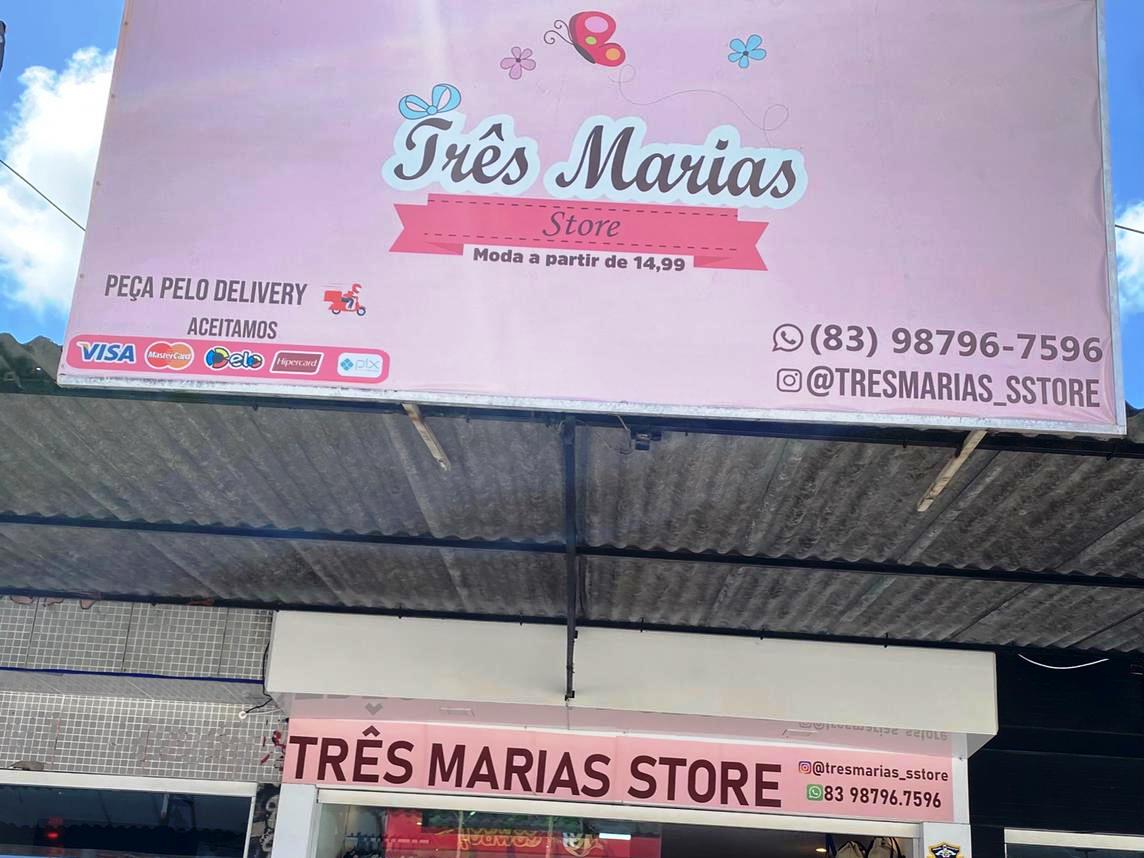 Três Marias
Store
Moda a partir de 14,99
PEÇA PELO DELIVERY
ACEITAMOS
VISA MasterCard elo Hipercard pix
(83) 98796-7596
@TRESMARIAS_SSTORE
TRÊS MARIAS STORE
@tresmarias_sstore
83 98796.7596